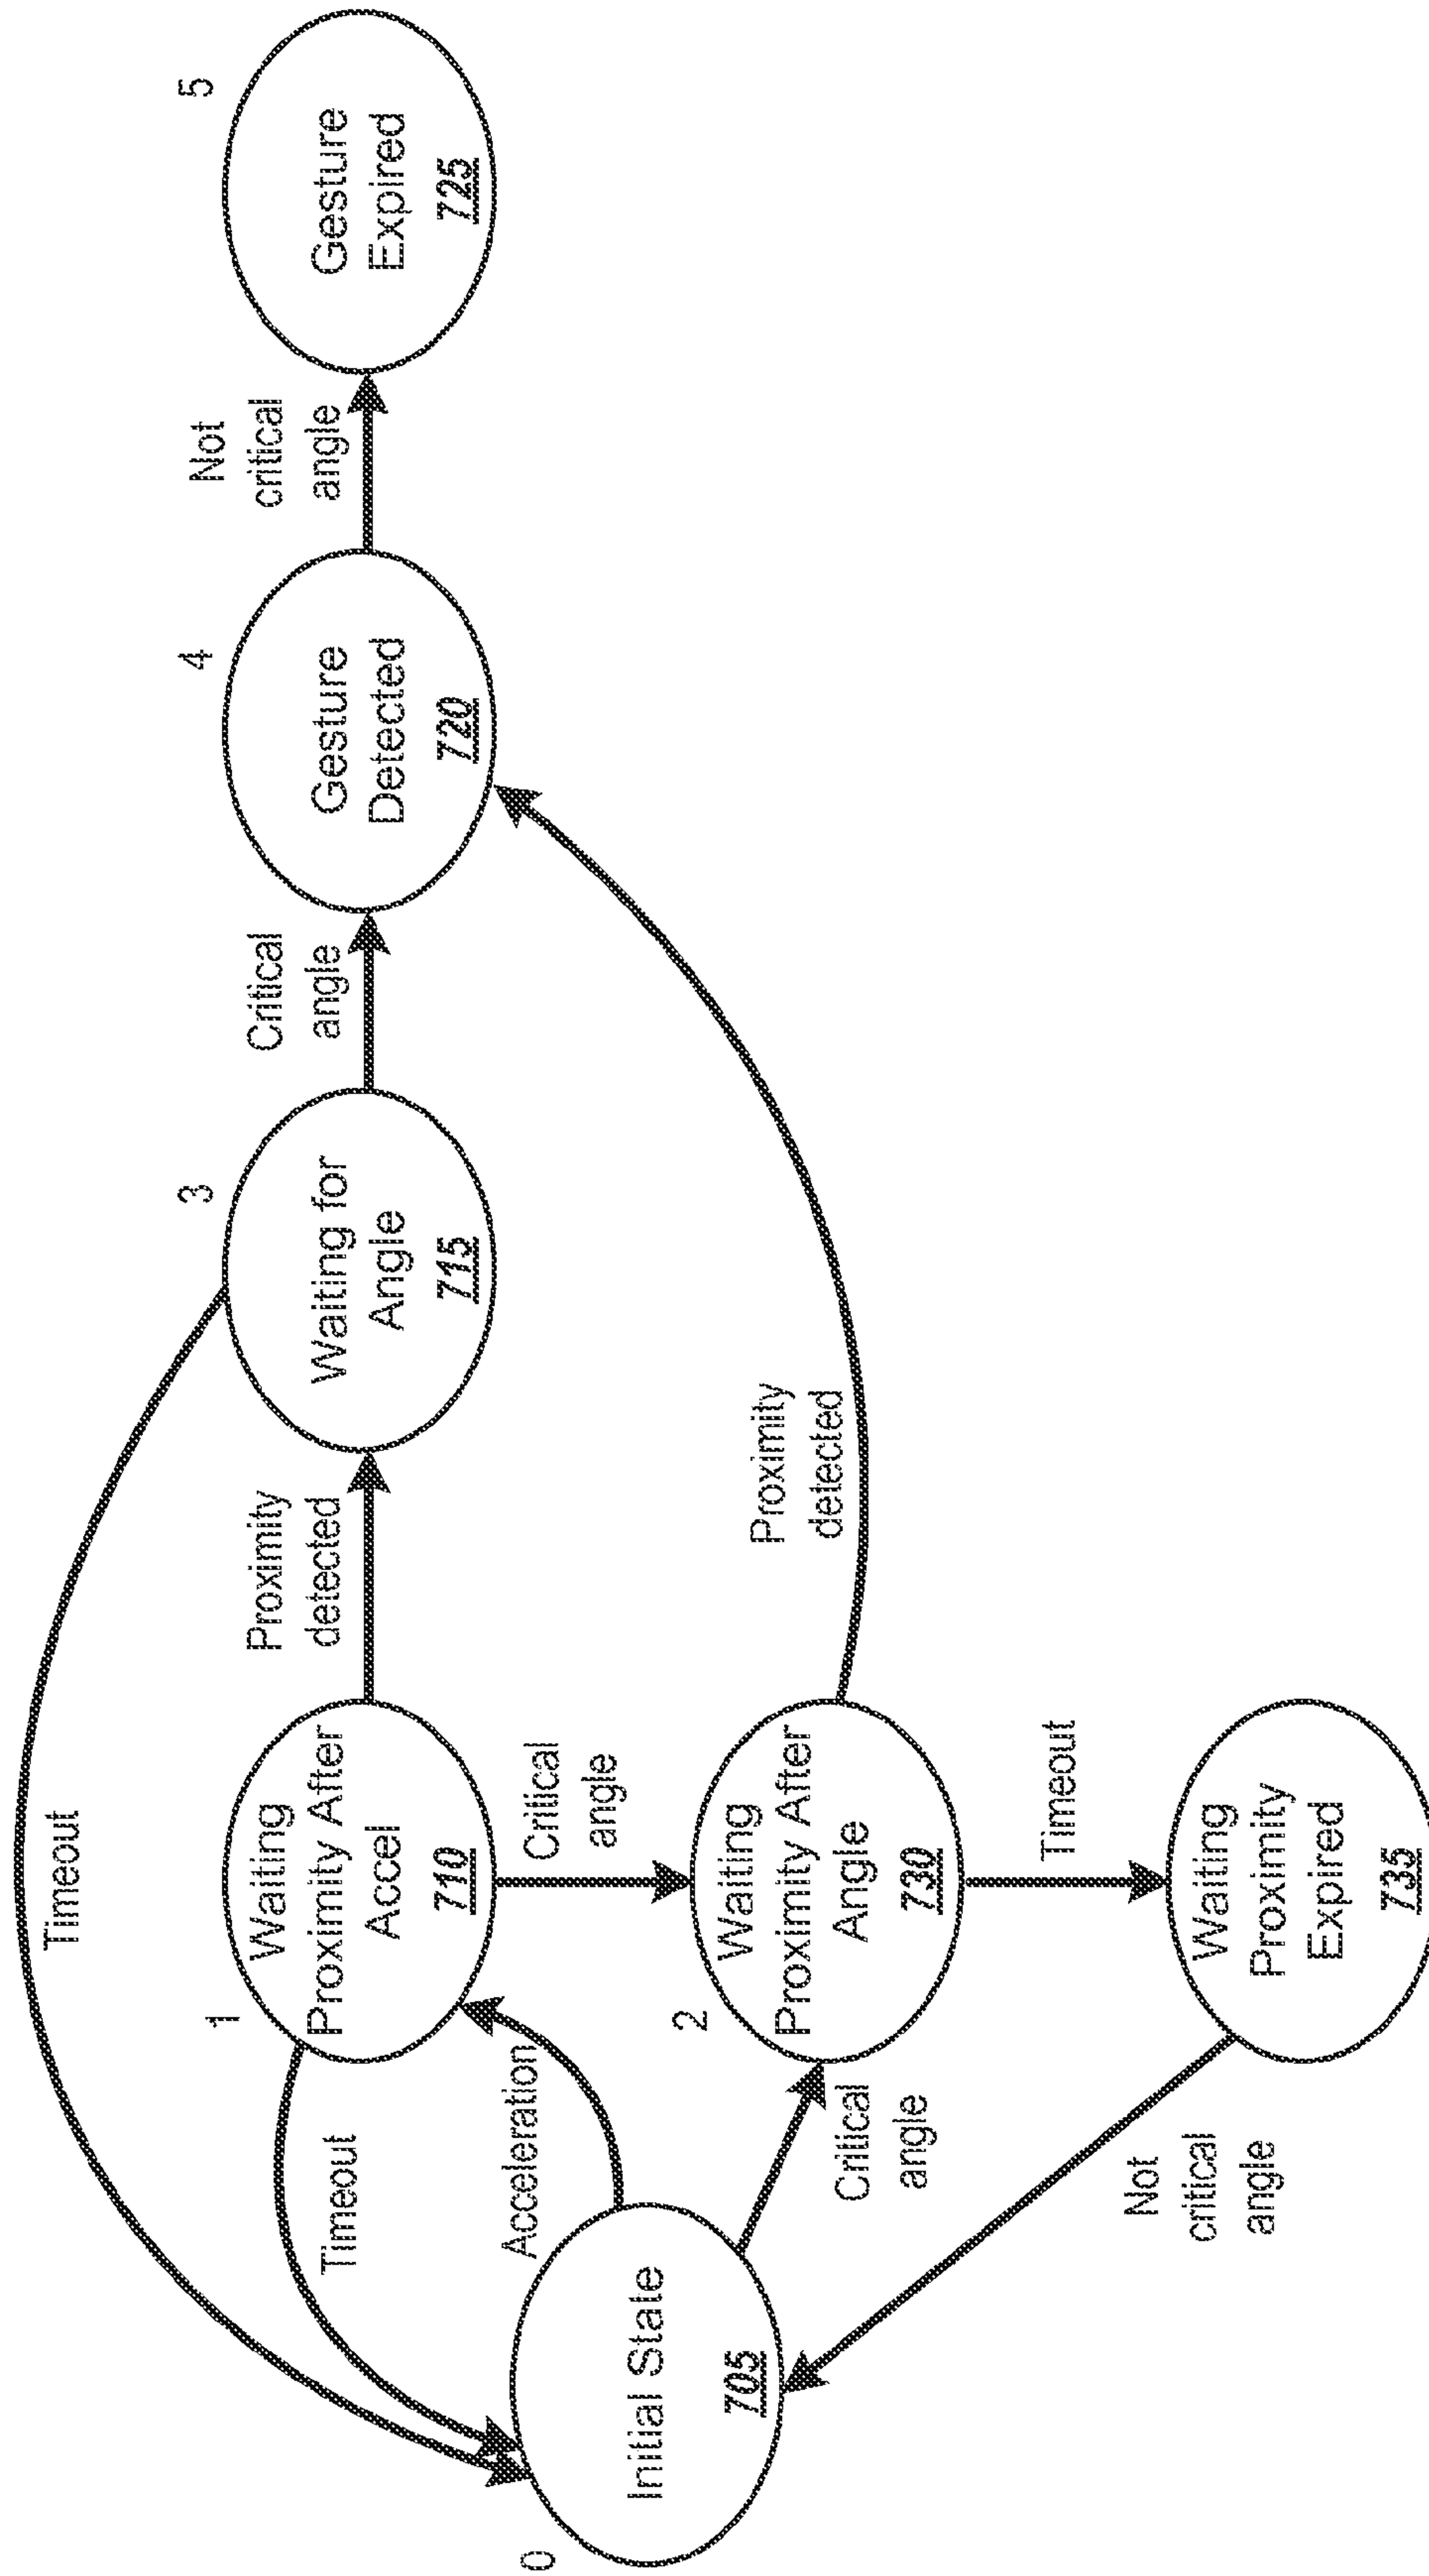 0
Initial State
705
Timeout
Timeout
Acceleration
Critical
angle
Not
critical
angle
1
Waiting
Proximity After
Accel
710
Critical
angle
2
Waiting
Proximity After
Angle
730
Timeout
Waiting
Proximity
Expired
735
Proximity
detected
Proximity
detected
3
Waiting for
Angle
715
Critical
angle
4
Gesture
Detected
720
Not
critical
angle
5
Gesture
Expired
725